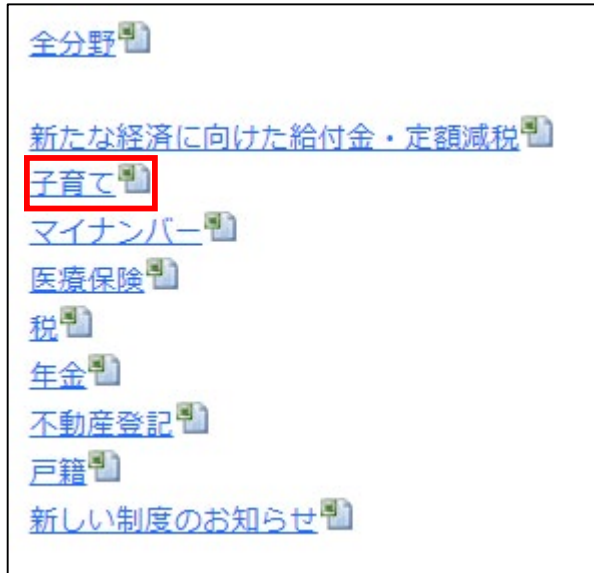 全分野
新たな経済に向けた給付金・定額減税
子育て
マイナンバー
医療保険
税
年金
不動産登記
戸籍
新しい制度のお知らせ